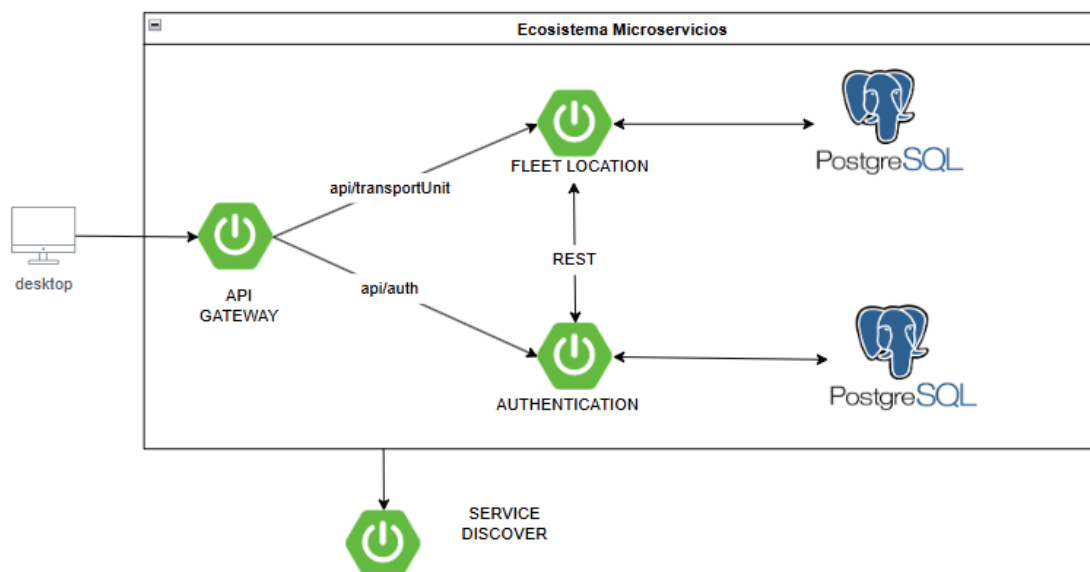 Ecosistema Microservicios
FLEET LOCATION
PostgreSQL
api/transportUnit
desktop
API
GATEWAY
REST
api/auth
AUTHENTICATION
PostgreSQL
SERVICE
DISCOVER